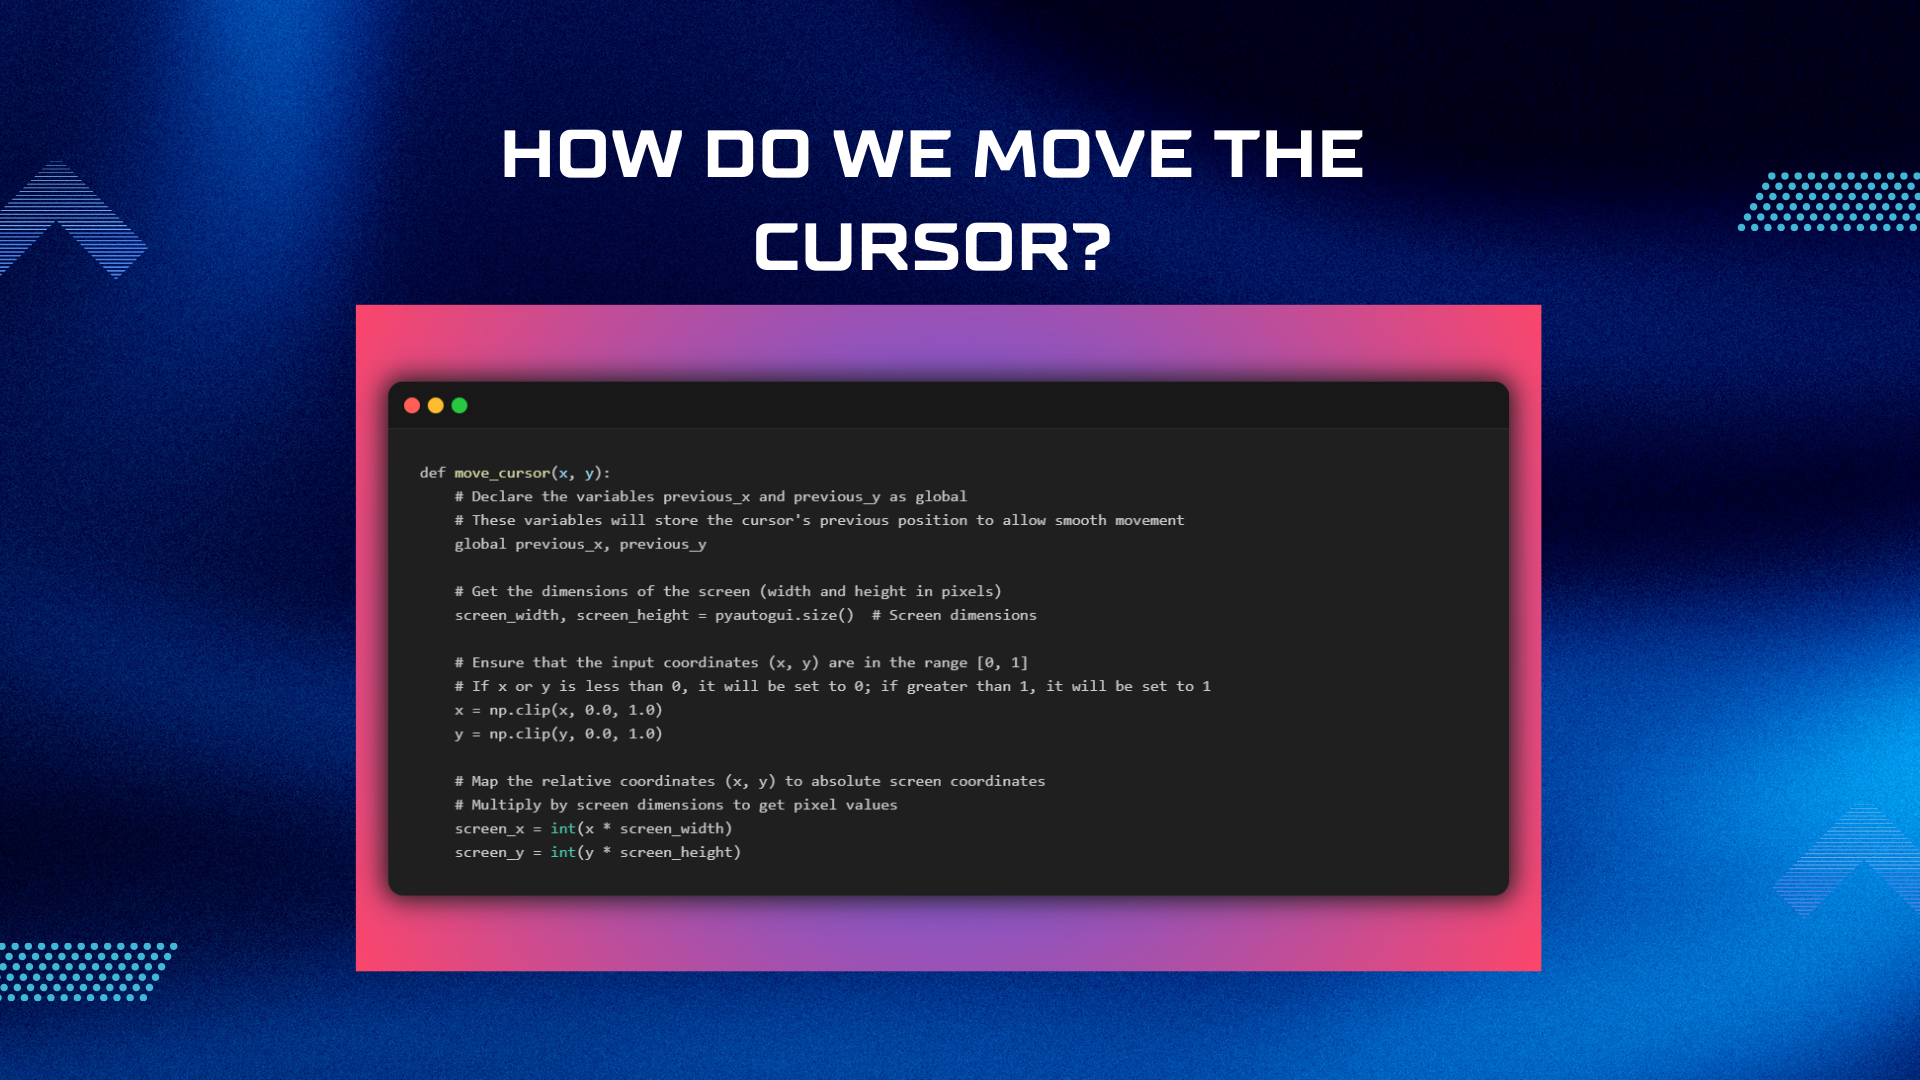 HOW DO WE MOVE THE
CURSOR?
def move_cursor(x, y):
    # Declare the variables previous_x and previous_y as global
    # These variables will store the cursor's previous position to allow smooth movement
    global previous_x, previous_y

    # Get the dimensions of the screen (width and height in pixels)
    screen_width, screen_height = pyautogui.size()  # Screen dimensions

    # Ensure that the input coordinates (x, y) are in the range [0, 1]
    # If x or y is less than 0, it will be set to 0; if greater than 1, it will be set to 1
    x = np.clip(x, 0.0, 1.0)
    y = np.clip(y, 0.0, 1.0)

    # Map the relative coordinates (x, y) to absolute screen coordinates
    # Multiply by screen dimensions to get pixel values
    screen_x = int(x * screen_width)
    screen_y = int(y * screen_height)